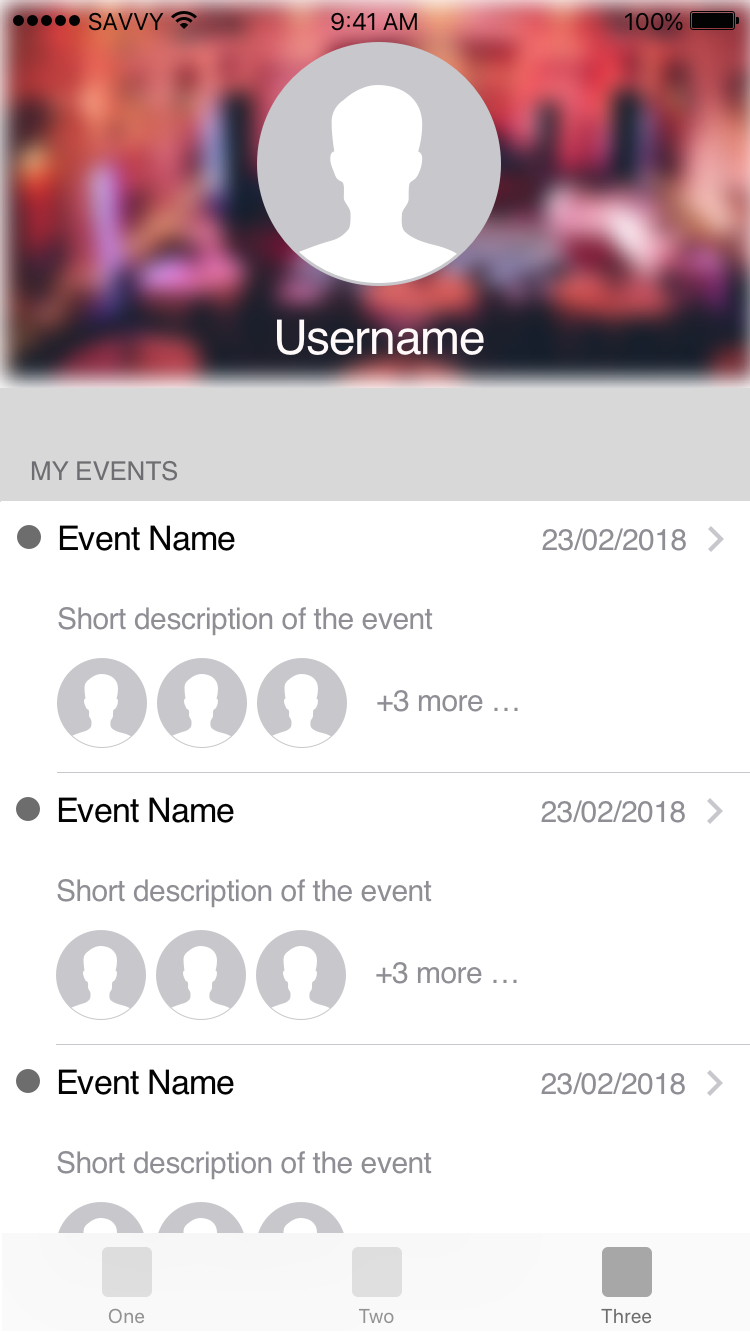 ●●●●● SAVVY 9:41 AM 100%
Username
MY EVENTS
Event Name 23/02/2018
Short description of the event
+3 more …
Event Name 23/02/2018
Short description of the event
+3 more …
Event Name 23/02/2018
Short description of the event
One Two Three